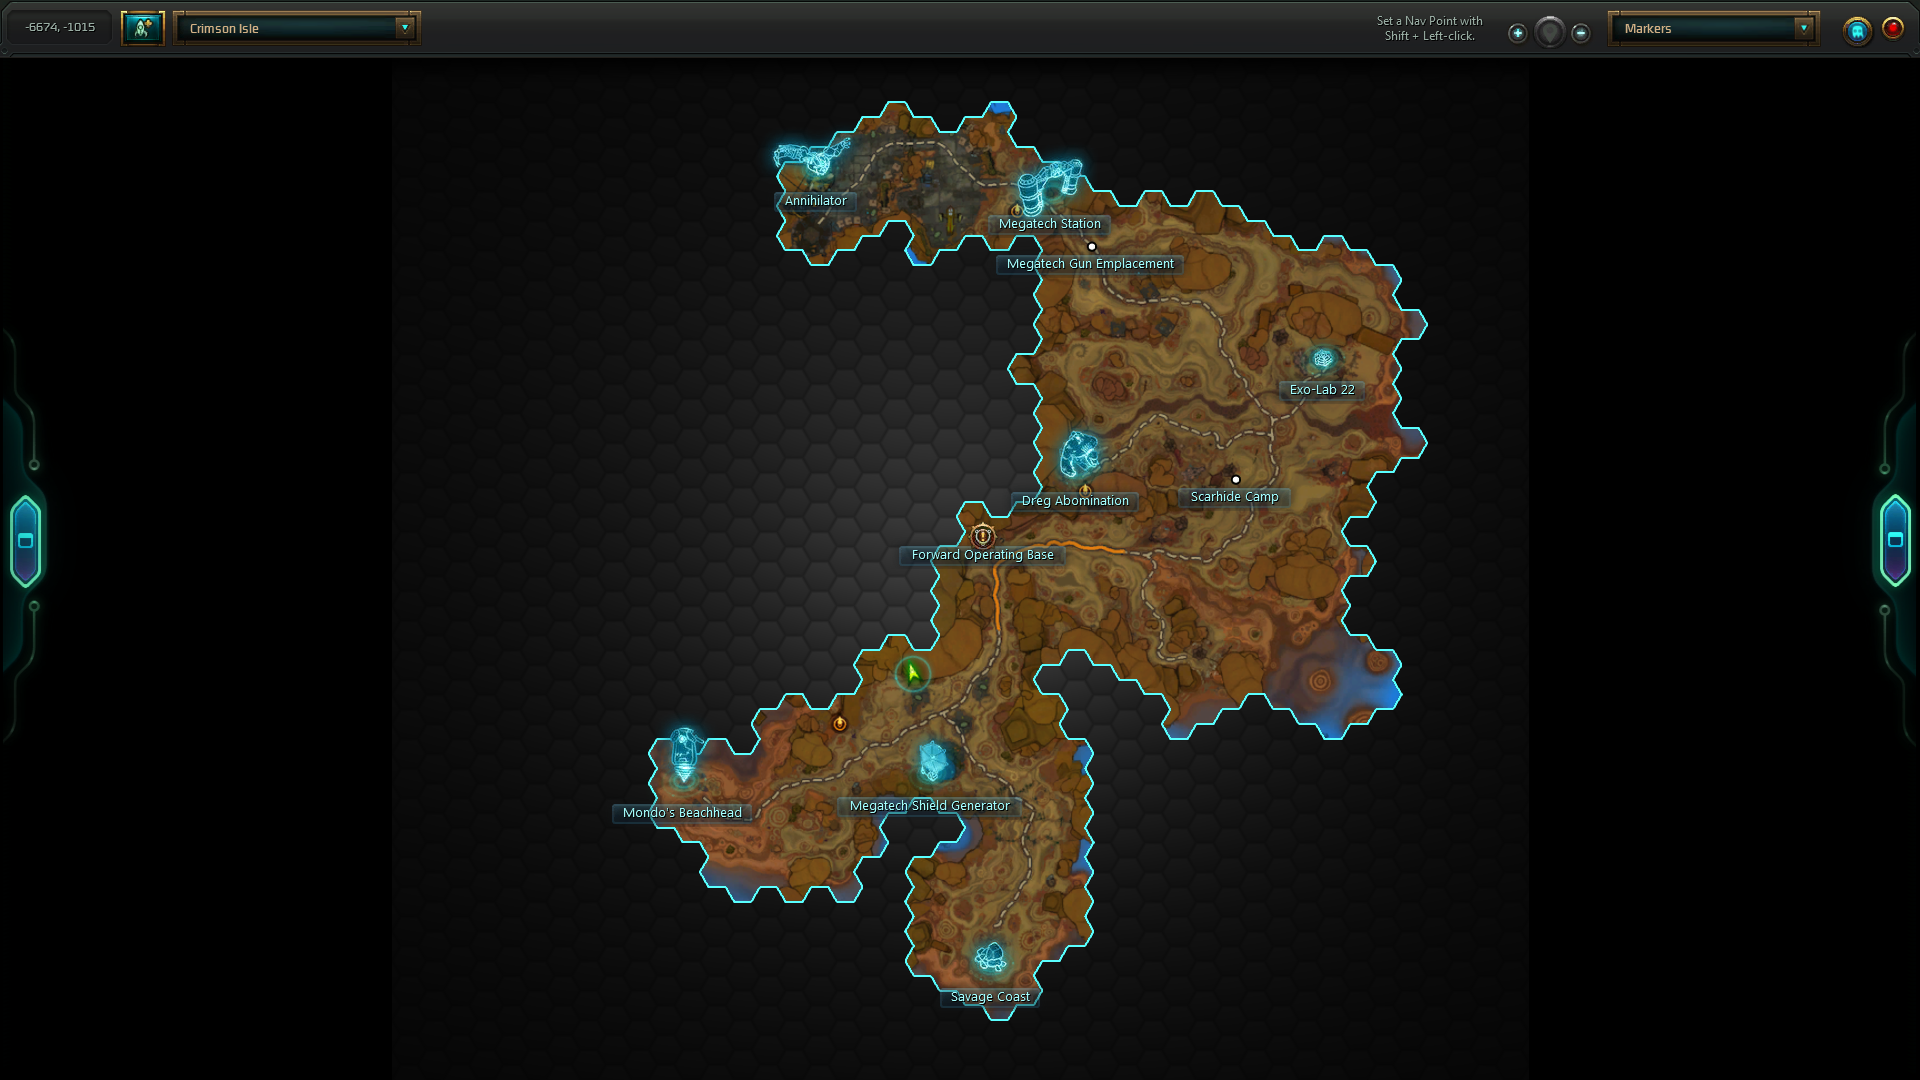 -6674, -1015
Crimson Isle
Set a Nav Point with
Shift + Left-click.
Markers
Annihilator
Megatech Station
Megatech Gun Emplacement
Exo-Lab 22
Dreg Abomination
Scarhide Camp
Forward Operating Base
Megatech Shield Generator
Mondo's Beachhead
Savage Coast